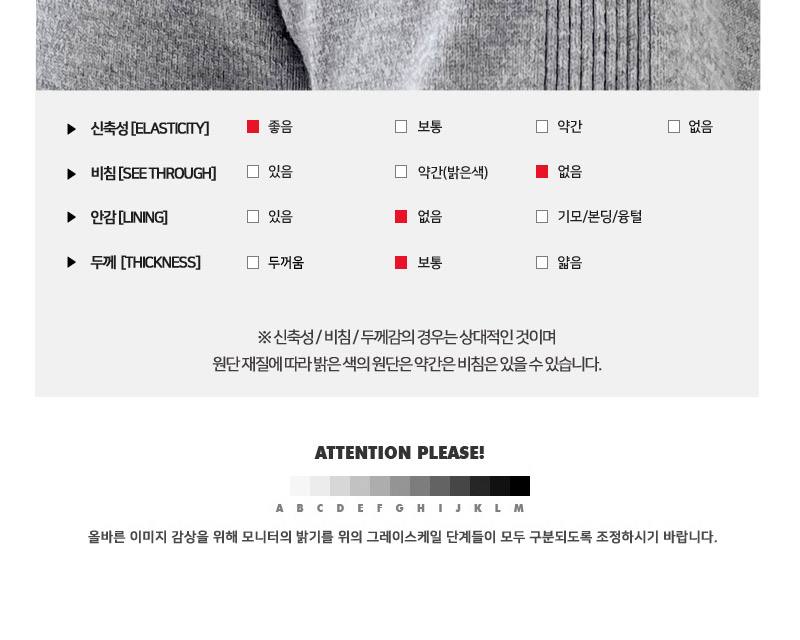 ▶ 신축성 [ELASTICITY] ■ 좋음 □ 보통 □ 약간 □ 없음
▶ 비침 [SEE THROUGH] □ 있음 □ 약간(밝은색) ■ 없음
▶ 안감 [LINING] □ 있음 ■ 없음 □ 기모/본딩/융털
▶ 두께 [THICKNESS] □ 두꺼움 ■ 보통 □ 얇음
※ 신축성 / 비침 / 두께감의 경우는 상대적인 것이며
원단 재질에 따라 밝은 색의 원단은 약간은 비침은 있을 수 있습니다.
ATTENTION PLEASE!
A B C D E F G H I J K L M
올바른 이미지 감상을 위해 모니터의 밝기를 위의 그레이스케일 단계들이 모두 구분되도록 조정하시기 바랍니다.